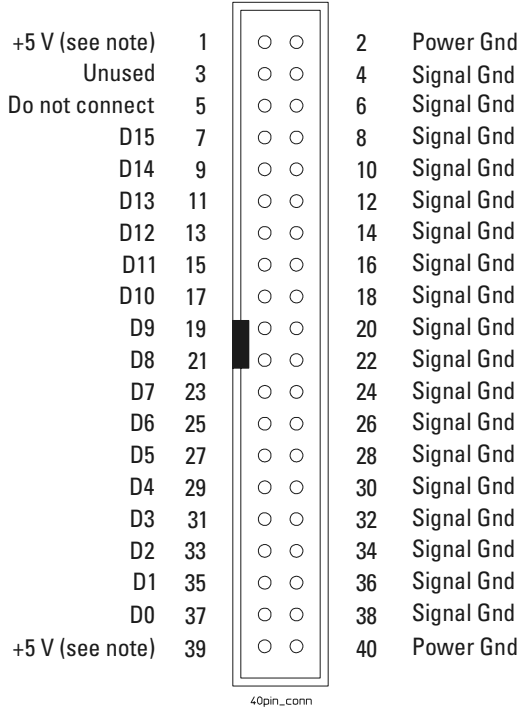 +5 V (see note) 1 2 Power Gnd
Unused 3 4 Signal Gnd
Do not connect 5 6 Signal Gnd
D15 7 8 Signal Gnd
D14 9 10 Signal Gnd
D13 11 12 Signal Gnd
D12 13 14 Signal Gnd
D11 15 16 Signal Gnd
D10 17 18 Signal Gnd
D9 19 20 Signal Gnd
D8 21 22 Signal Gnd
D7 23 24 Signal Gnd
D6 25 26 Signal Gnd
D5 27 28 Signal Gnd
D4 29 30 Signal Gnd
D3 31 32 Signal Gnd
D2 33 34 Signal Gnd
D1 35 36 Signal Gnd
D0 37 38 Signal Gnd
+5 V (see note) 39 40 Power Gnd
40pin_conn